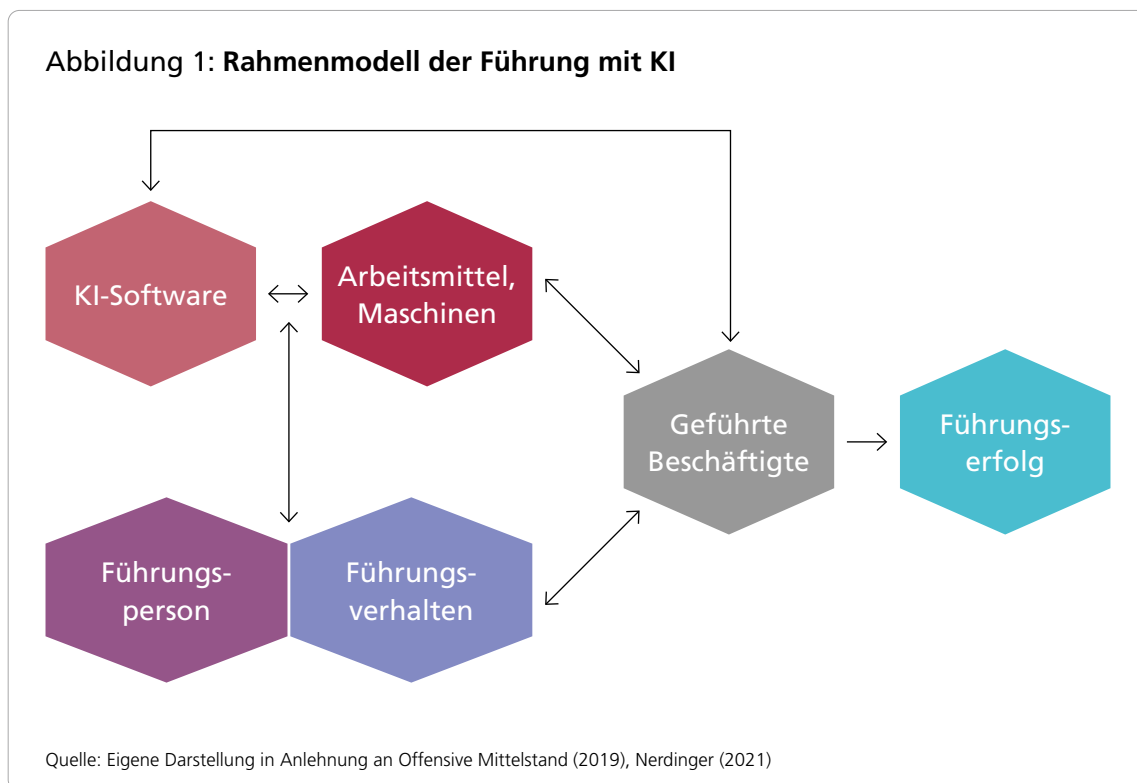 Abbildung 1: Rahmenmodell der Führung mit KI
KI-Software
Arbeitsmittel,
Maschinen
Geführte
Beschäftigte
Führungs-
erfolg
Führungs-
person
Führungs-
verhalten
Quelle: Eigene Darstellung in Anlehnung an Offensive Mittelstand (2019), Nerdinger (2021)